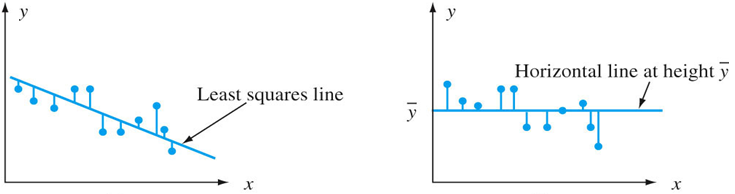 y
Least squares line
x
y
Horizontal line at height y̅
y̅
x